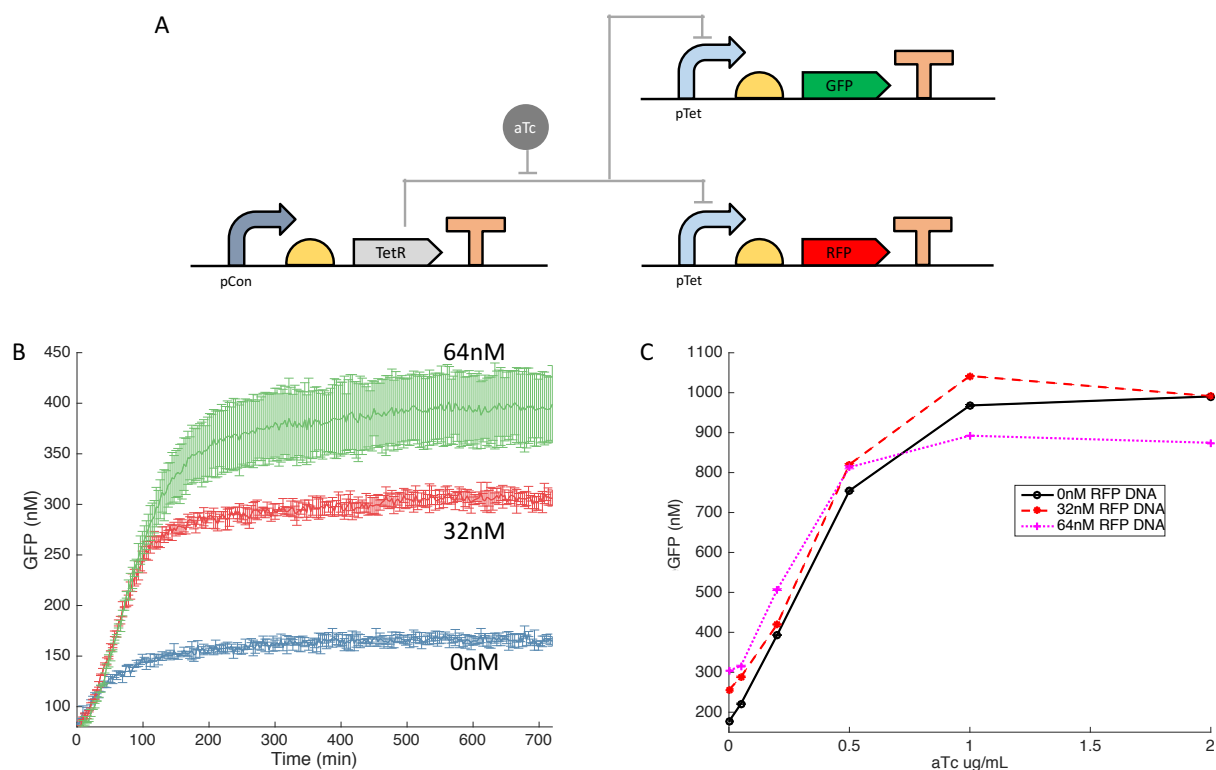 A
pTet
GFP
aTc
pCon
TetR
pTet
RFP
B
GFP (nM)
450
400
350
300
250
200
150
100
0
100
200
300
400
500
600
700
Time (min)
64nM
32nM
0nM
C
GFP (nM)
1100
1000
900
800
700
600
500
400
300
200
0
0.5
1
1.5
2
aTc ug/mL
0nM RFP DNA
32nM RFP DNA
64nM RFP DNA